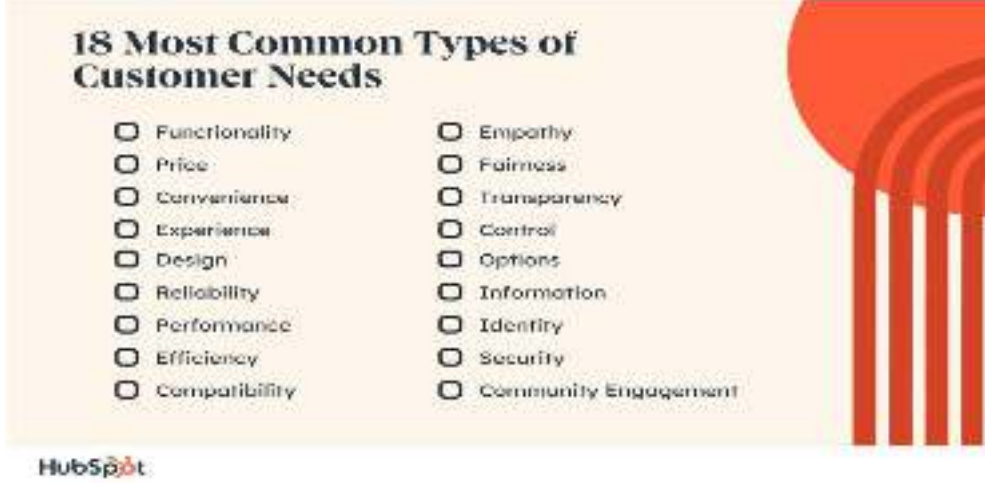 18 Most Common Types of
Customer Needs
Functionality
Price
Convenience
Experience
Design
Reliability
Performance
Efficiency
Compatibility
Empathy
Fairness
Transparency
Control
Options
Information
Identity
Security
Community Engagement
HubSpot